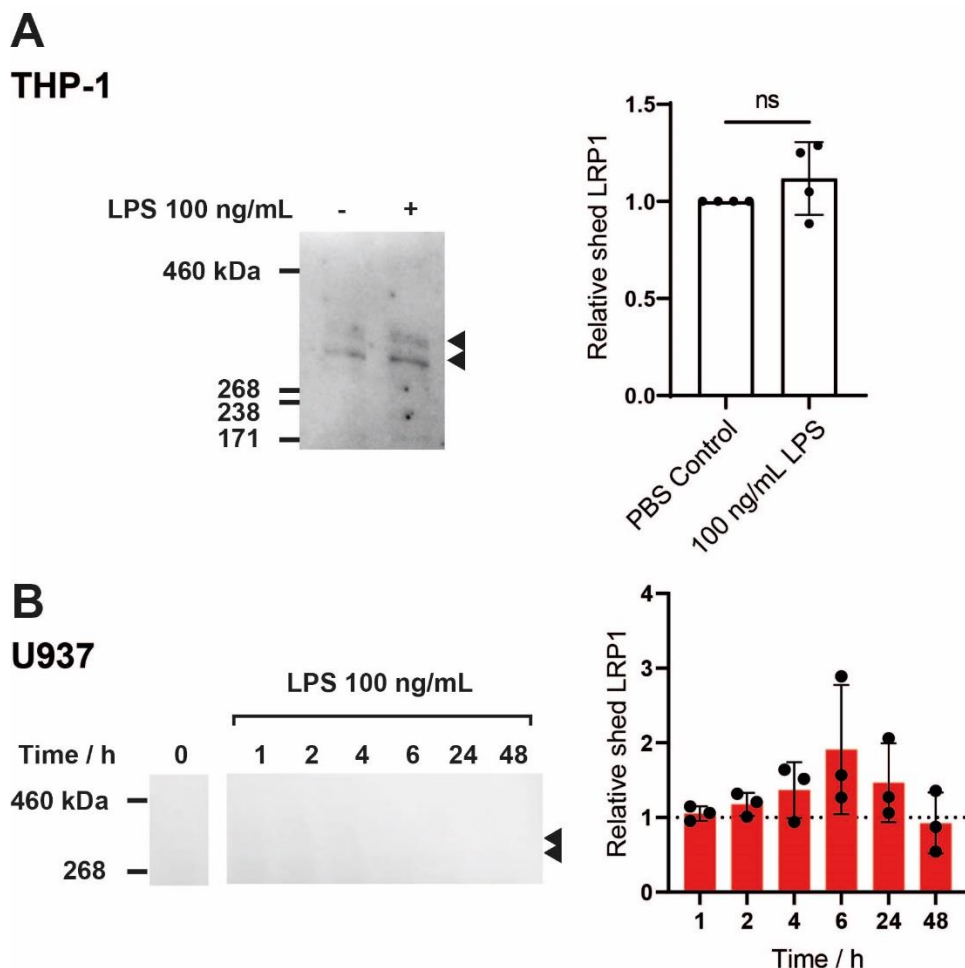 A
THP-1
LPS 100 ng/mL - +
460 kDa
268
238
171
Relative shed LRP1
1.5
1.0
0.5
0.0
ns
PBS Control
100 ng/mL LPS
B
U937
LPS 100 ng/mL
Time / h 0 1 2 4 6 24 48
460 kDa
268
Relative shed LRP1
4
3
2
1
0
1 2 4 6 24 48
Time / h